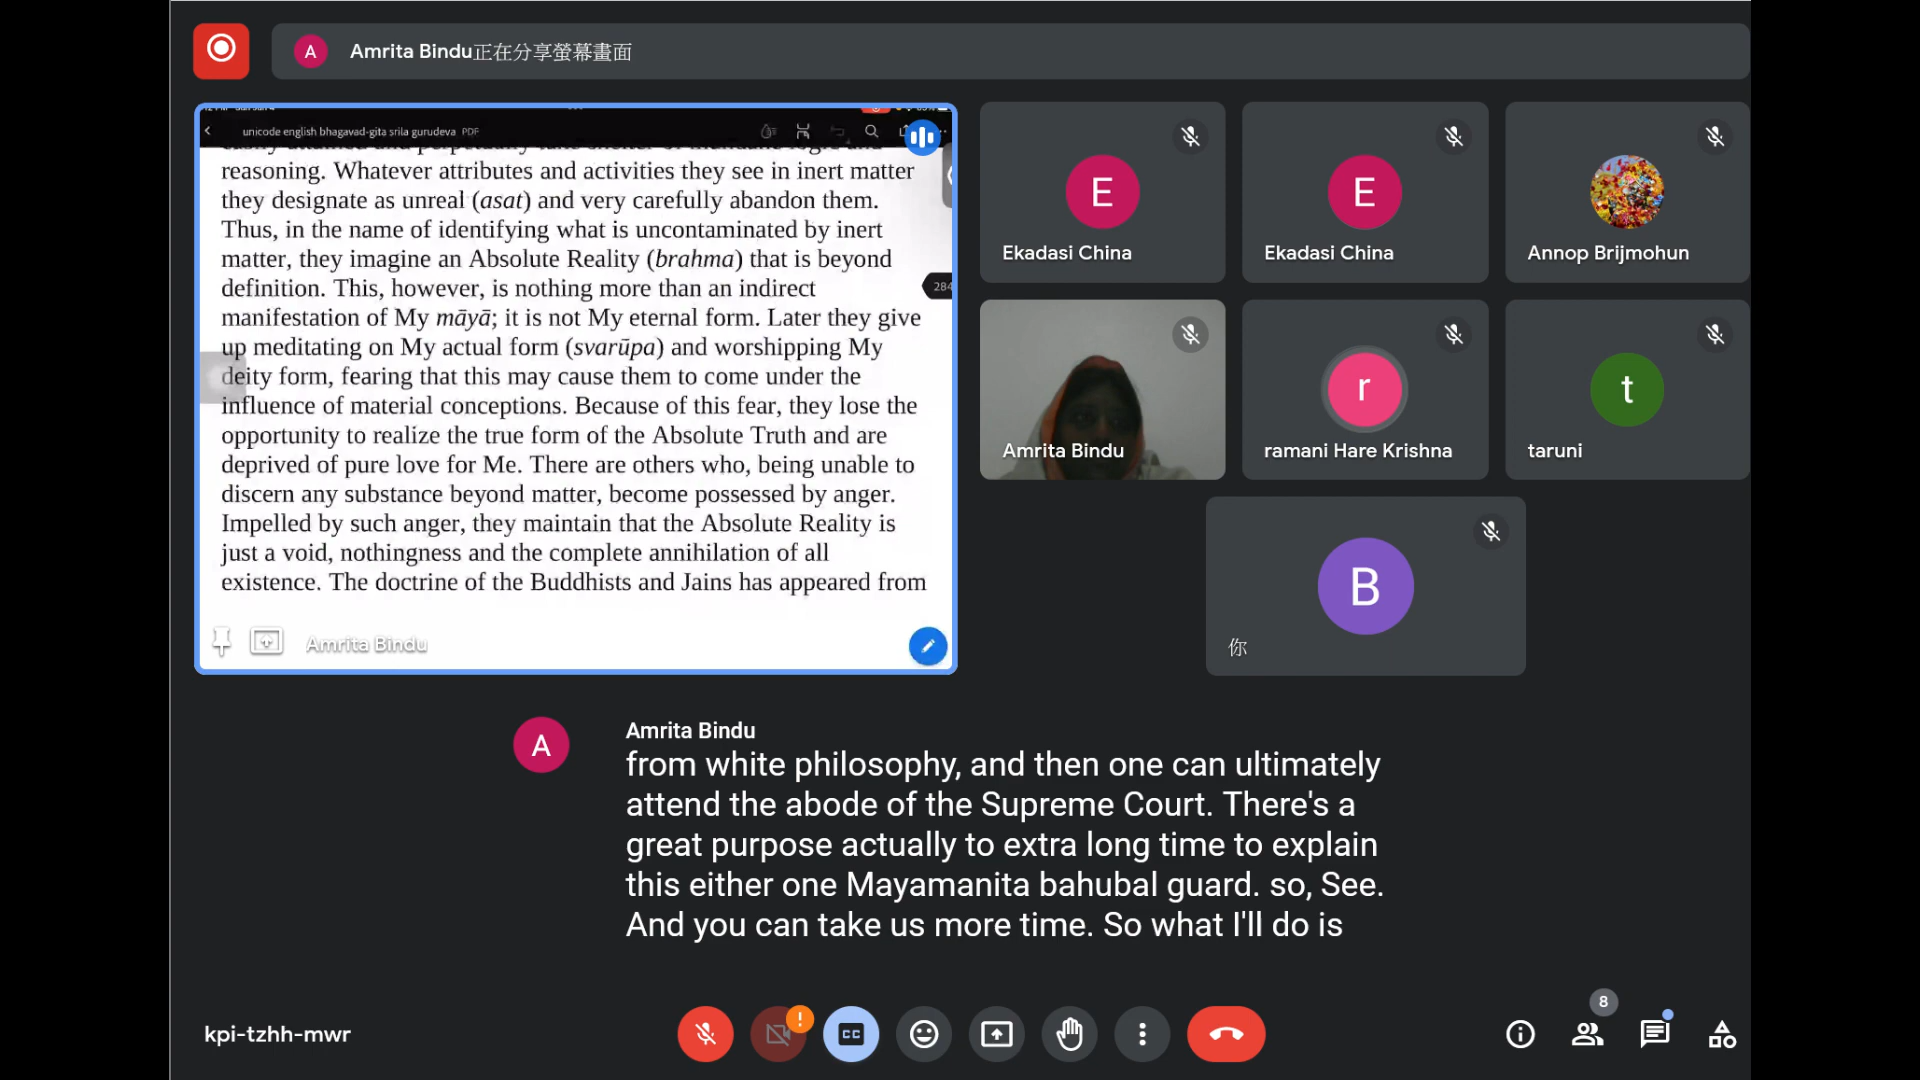 A Amrita Bindu正在分享螢幕畫面
unicode english bhagavad-gita srila gurudeva PDF
reasoning. Whatever attributes and activities they see in inert matter
they designate as unreal (asat) and very carefully abandon them.
Thus, in the name of identifying what is uncontaminated by inert
matter, they imagine an Absolute Reality (brahma) that is beyond
definition. This, however, is nothing more than an indirect
284
manifestation of My māyā; it is not My eternal form. Later they give
up meditating on My actual form (svarūpa) and worshipping My
deity form, fearing that this may cause them to come under the
influence of material conceptions. Because of this fear, they lose the
opportunity to realize the true form of the Absolute Truth and are
deprived of pure love for Me. There are others who, being unable to
discern any substance beyond matter, become possessed by anger.
Impelled by such anger, they maintain that the Absolute Reality is
just a void, nothingness and the complete annihilation of all
existence. The doctrine of the Buddhists and Jains has appeared from
Amrita Bindu
E
Ekadasi China
E
Ekadasi China
Annop Brijmohun
Amrita Bindu
r
ramani Hare Krishna
t
taruni
B
你
A
Amrita Bindu
from white philosophy, and then one can ultimately
attend the abode of the Supreme Court. There's a
great purpose actually to extra long time to explain
this either one Mayamanita bahubal guard. so, See.
And you can take us more time. So what I'll do is
kpi-tzhh-mwr
!
CC
8